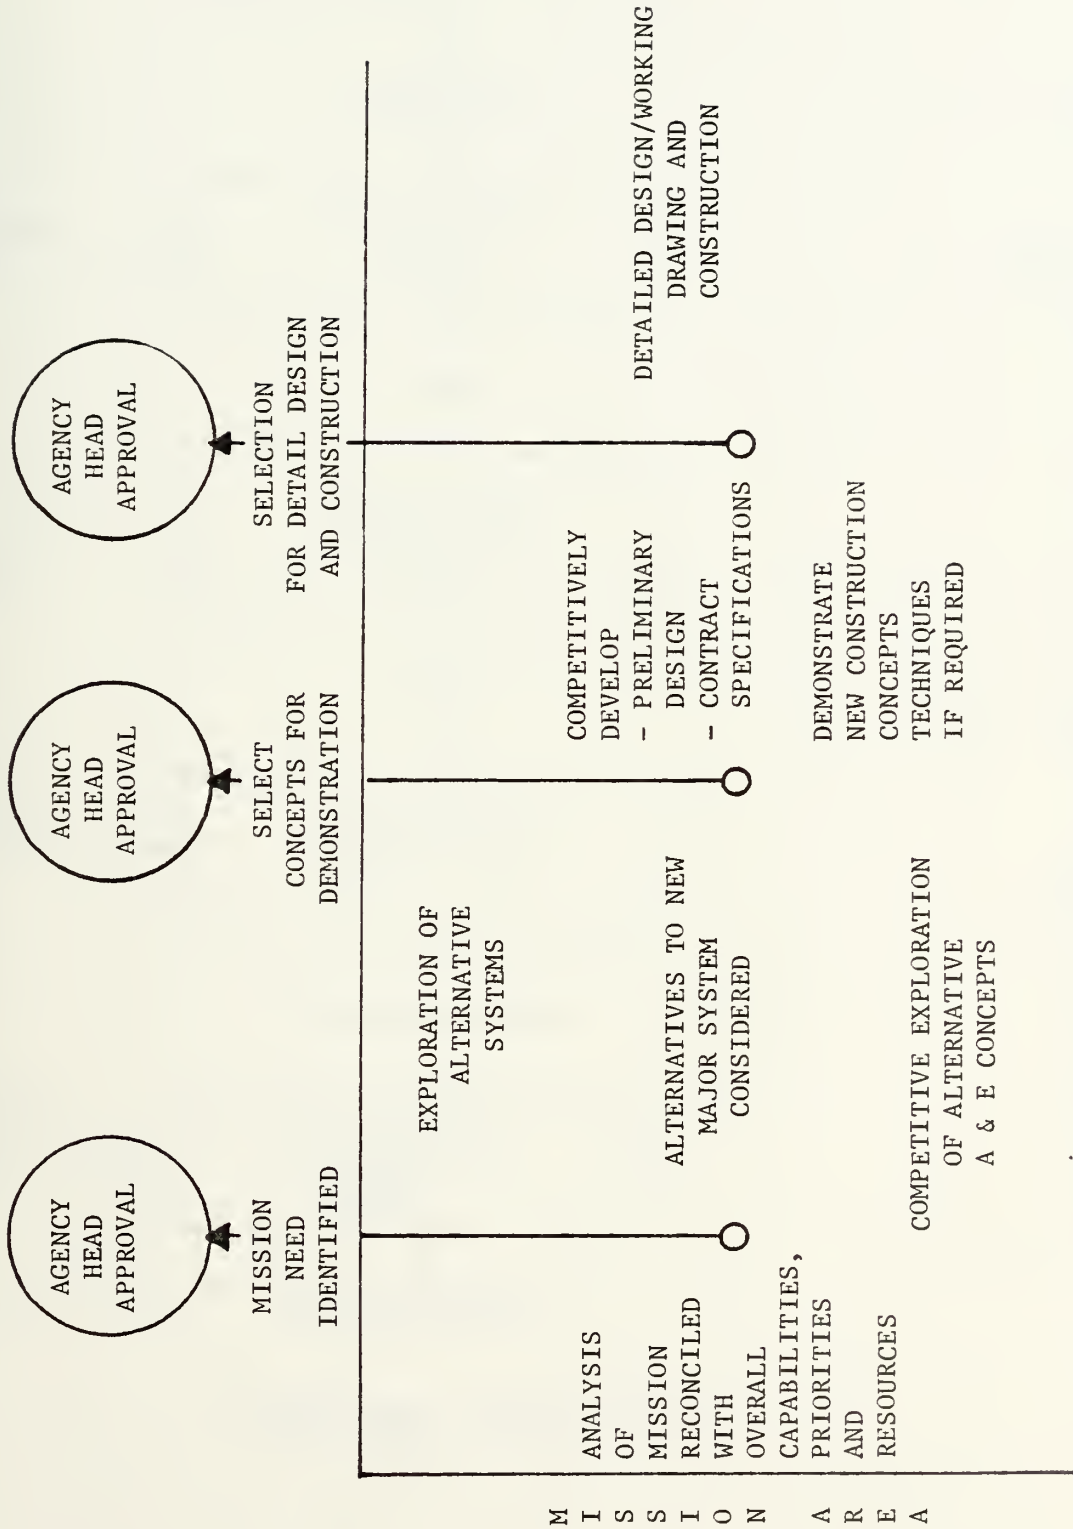 AGENCY
HEAD
APPROVAL
AGENCY
HEAD
APPROVAL
AGENCY
HEAD
APPROVAL
MISSION
NEED
IDENTIFIED
SELECT
CONCEPTS FOR
DEMONSTRATION
SELECTION
FOR DETAIL DESIGN
AND CONSTRUCTION
M
I
S
S
I
O
N
A
R
E
A
ANALYSIS
OF
MISSION
RECONCILED
WITH
OVERALL
CAPABILITIES,
PRIORITIES
AND
RESOURCES
EXPLORATION OF
ALTERNATIVE
SYSTEMS
ALTERNATIVES TO NEW
MAJOR SYSTEM
CONSIDERED
COMPETITIVE EXPLORATION
OF ALTERNATIVE
A & E CONCEPTS
COMPETITIVELY
DEVELOP
- PRELIMINARY
DESIGN
- CONTRACT
SPECIFICATIONS
DEMONSTRATE
NEW CONSTRUCTION
CONCEPTS
TECHNIQUES
IF REQUIRED
DETAILED DESIGN/WORKING
DRAWING AND
CONSTRUCTION